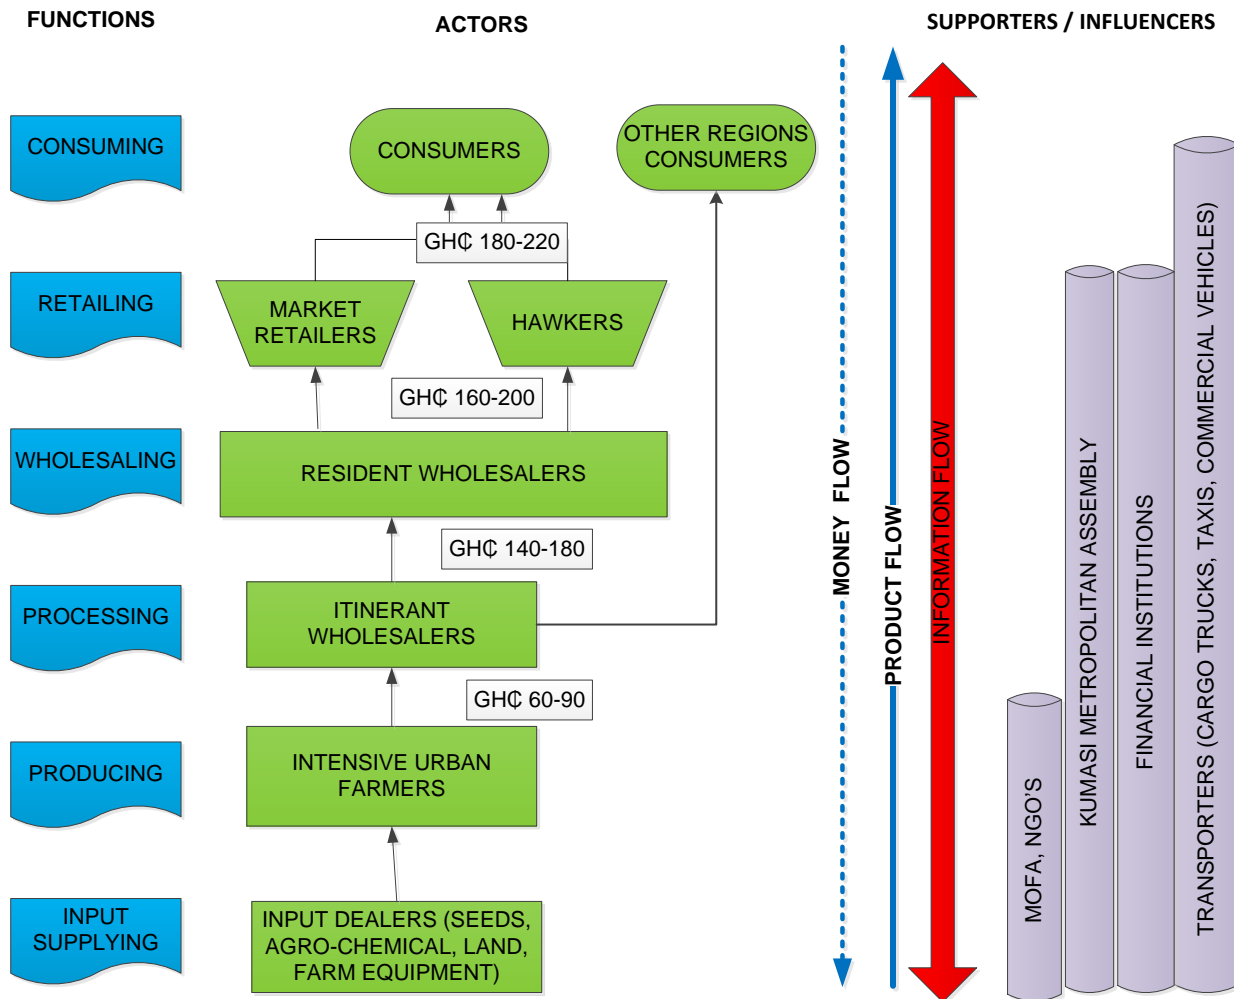 FUNCTIONS
ACTORS
SUPPORTERS / INFLUENCERS
CONSUMING
CONSUMERS
OTHER REGIONS
CONSUMERS
GH₵ 180-220
RETAILING
MARKET
RETAILERS
HAWKERS
GH₵ 160-200
WHOLESALING
RESIDENT WHOLESALERS
GH₵ 140-180
PROCESSING
ITINERANT
WHOLESALERS
GH₵ 60-90
PRODUCING
INTENSIVE URBAN
FARMERS
INPUT
SUPPLYING
INPUT DEALERS (SEEDS,
AGRO-CHEMICAL, LAND,
FARM EQUIPMENT)
MONEY FLOW
PRODUCT FLOW
INFORMATION FLOW
MOFA, NGO’S
KUMASI METROPOLITAN ASSEMBLY
FINANCIAL INSTITUTIONS
TRANSPORTERS (CARGO TRUCKS, TAXIS, COMMERCIAL VEHICLES)